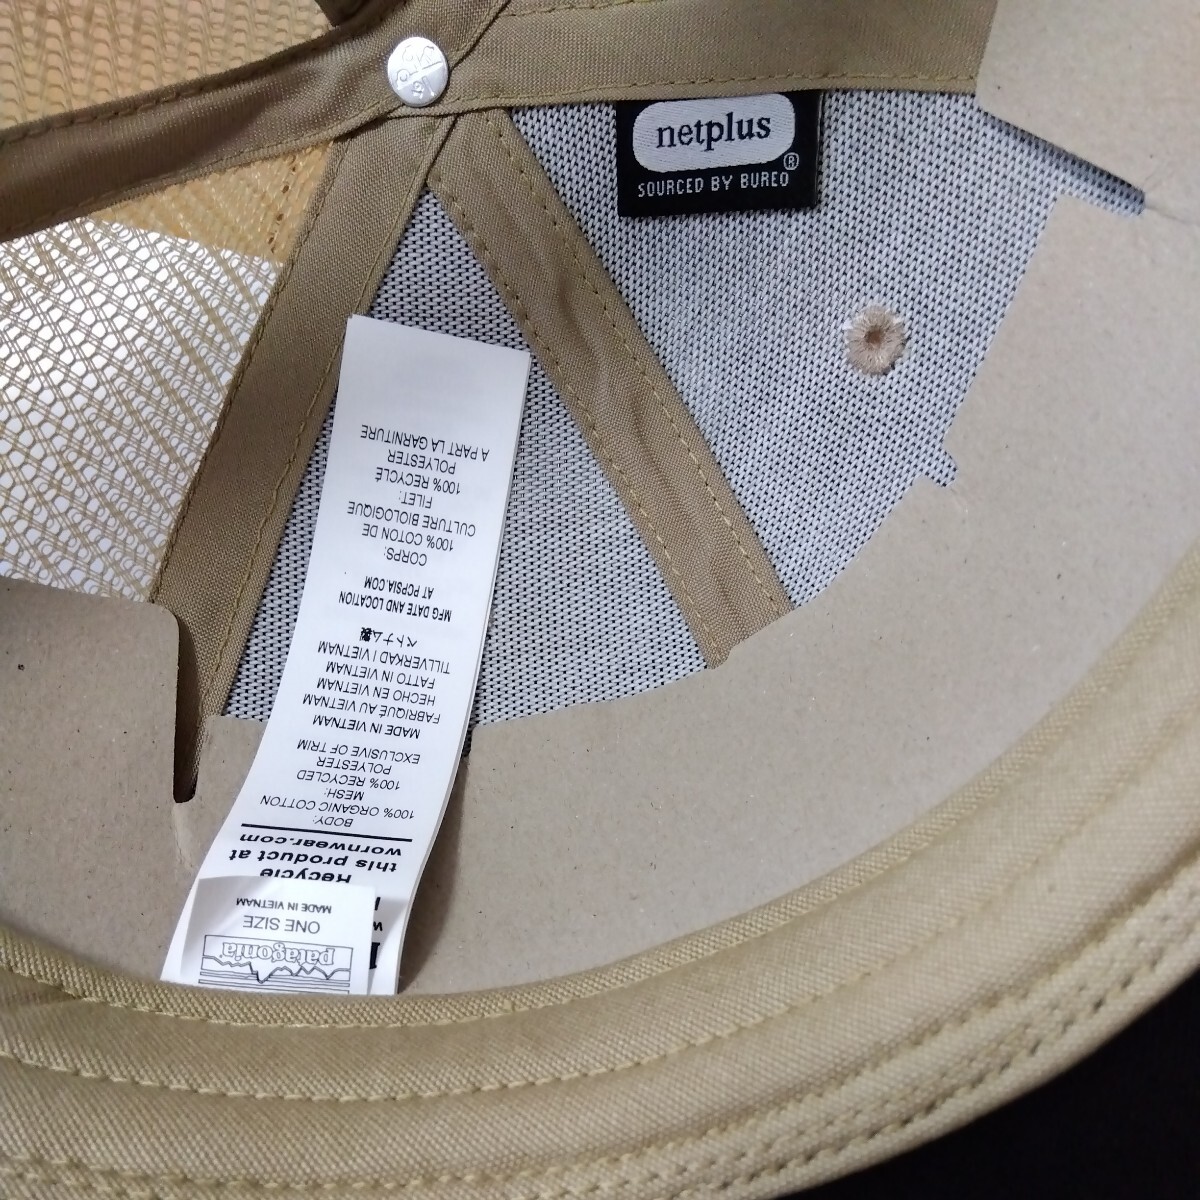 netplus
®
SOURCED BY BUREO
patagonia
ONE SIZE
MADE IN VIETNAM
Recycle
this product at
wornwear.com
BODY:
100% ORGANIC COTTON
MESH:
100% RECYCLED
POLYESTER
EXCLUSIVE OF TRIM
MADE IN VIETNAM
FABRIQUÉ AU VIETNAM
HECHO EN VIETNAM
FATTO IN VIETNAM
TILLVERKAD I VIETNAM
ベトナム製
MFG DATE AND LOCATION
AT PCPSIA.COM
CORPS:
100% COTON DE
CULTURE BIOLOGIQUE
FILET:
100% RECYCLÉ
POLYESTER
A PART LA GARNITURE